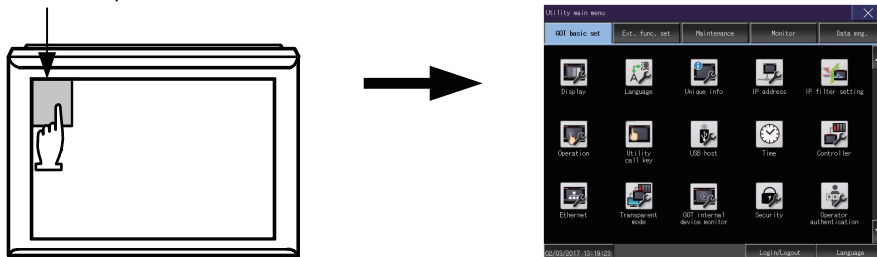 Utility main menu
GOT basic set Ext. func. set Maintenance Monitor Data mng.
Display Language Unique info IP address IP filter setting
Operation Utility call key USB host Time Controller
Ethernet Transparent mode GOT internal device monitor Security Operator authentication
02/03/2017 13:19:23 Login/Logout Language